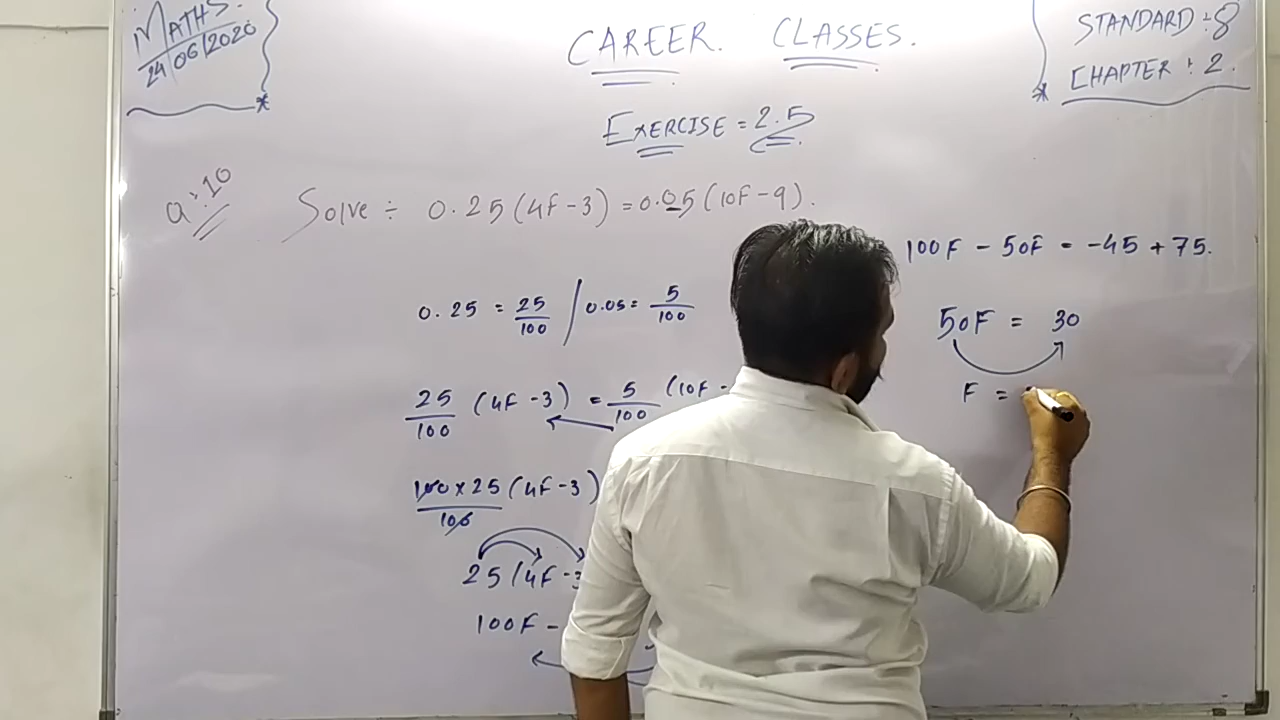 MATHS.
24/06/2020
CAREER. CLASSES.
STANDARD :- 8
CHAPTER : 2.
EXERCISE = 2.5
Q:10
Solve ÷ 0.25(4F-3) = 0.05(10F-9).
0.25 = 25/100 / 0.05 = 5/100
25/100 (4F-3) = 5/100 (10F -
100 x 25 (4F-3)
100
25(4F-3
100F -
100F - 50F = -45 + 75.
50F = 30
F =